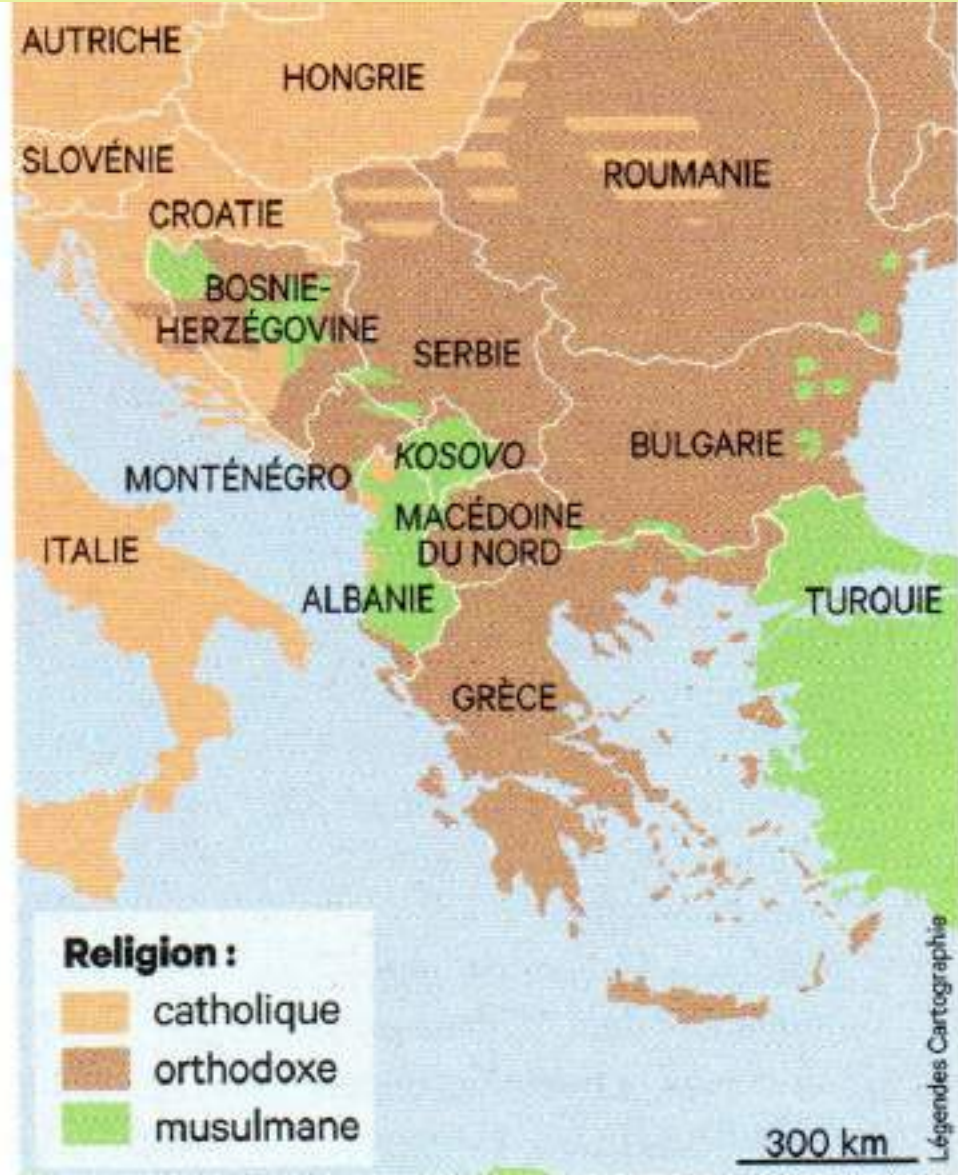 AUTRICHE
HONGRIE
SLOVÉNIE
ROUMANIE
CROATIE
BOSNIE-
HERZÉGOVINE
SERBIE
BULGARIE
KOSOVO
MONTÉNÉGRO
MACÉDOINE
DU NORD
ITALIE
ALBANIE
TURQUIE
GRÈCE
Religion :
catholique
orthodoxe
musulmane
300 km
Légendes Cartographie